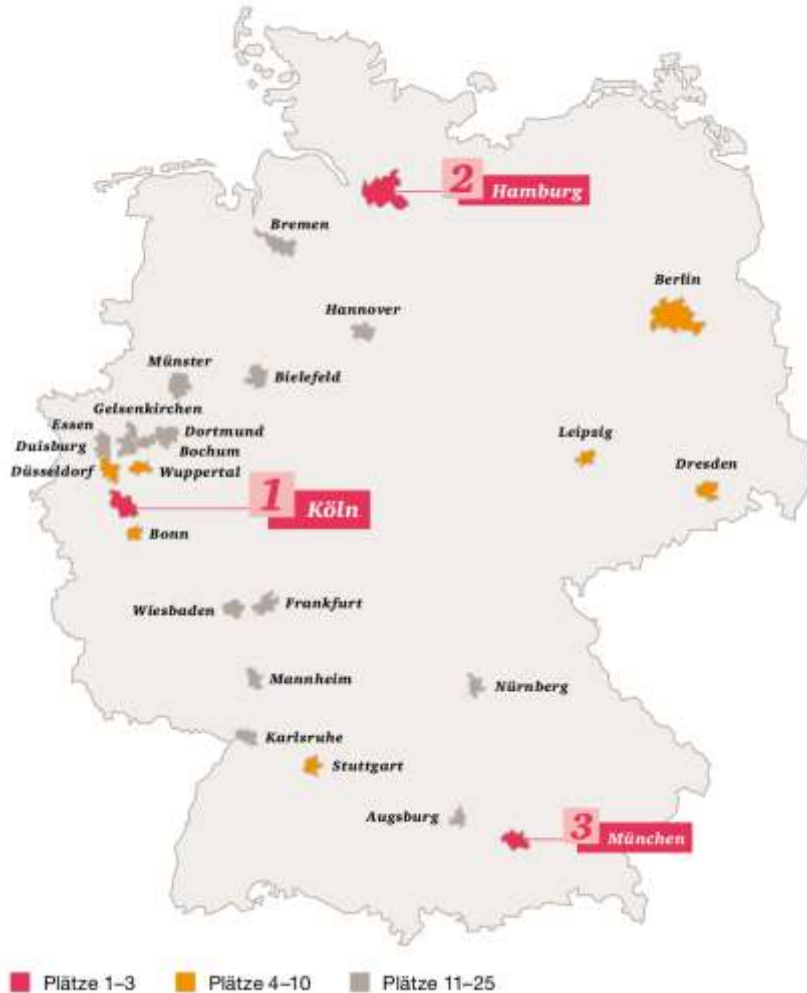 2 Hamburg
Bremen
Berlin
Hannover
Münster
Bielefeld
Gelsenkirchen
Essen
Dortmund
Duisburg
Bochum
Leipzig
Düsseldorf
Wuppertal
Dresden
1 Köln
Bonn
Wiesbaden
Frankfurt
Mannheim
Nürnberg
Karlsruhe
Stuttgart
Augsburg
3 München
Plätze 1–3 Plätze 4–10 Plätze 11–25